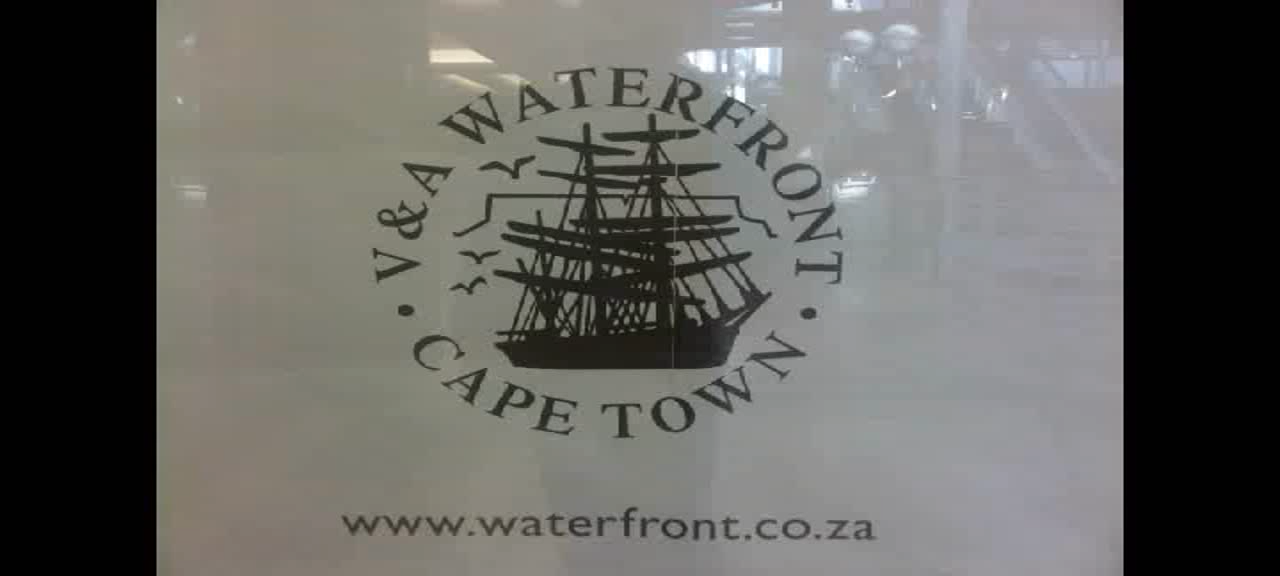 V&A WATERFRONT
• CAPE TOWN •
www.waterfront.co.za